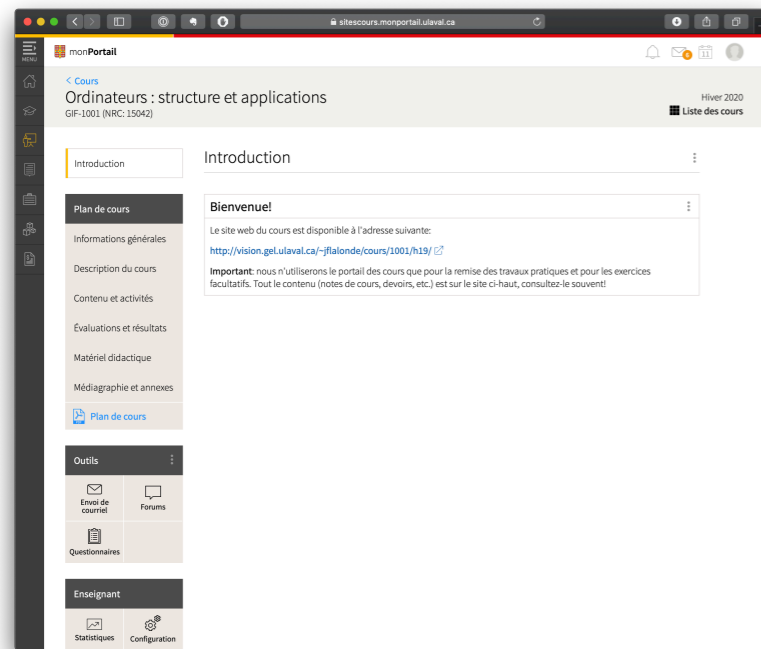 sitescours.monportail.ulaval.ca
MENU
monPortail
6
11
< Cours
Ordinateurs : structure et applications
GIF-1001 (NRC: 15042)
Hiver 2020
Liste des cours
Introduction
Plan de cours
Informations générales
Description du cours
Contenu et activités
Évaluations et résultats
Matériel didactique
Médiagraphie et annexes
PDF
Plan de cours
Outils
Envoi de
courriel
Forums
Questionnaires
Enseignant
Statistiques
Configuration
Introduction
Bienvenue!
Le site web du cours est disponible à l'adresse suivante:
http://vision.gel.ulaval.ca/~jflalonde/cours/1001/h19/
Important: nous n'utiliserons le portail des cours que pour la remise des travaux pratiques et pour les exercices
facultatifs. Tout le contenu (notes de cours, devoirs, etc.) est sur le site ci-haut, consultez-le souvent!